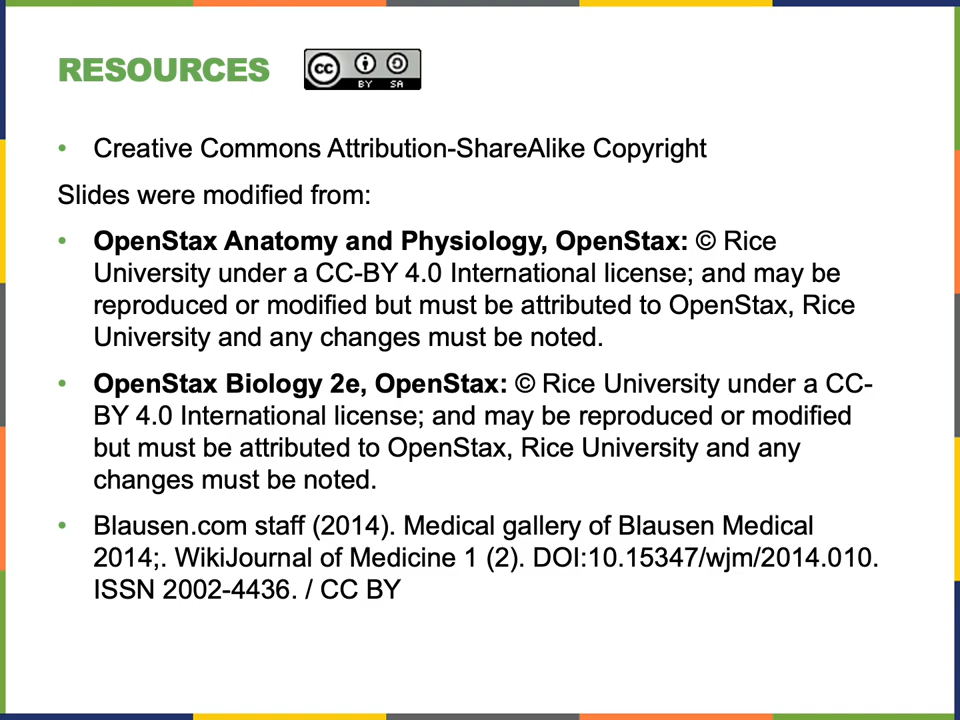 RESOURCES
cc BY SA
• Creative Commons Attribution-ShareAlike Copyright
Slides were modified from:
• OpenStax Anatomy and Physiology, OpenStax: © Rice
University under a CC-BY 4.0 International license; and may be
reproduced or modified but must be attributed to OpenStax, Rice
University and any changes must be noted.
• OpenStax Biology 2e, OpenStax: © Rice University under a CC-
BY 4.0 International license; and may be reproduced or modified
but must be attributed to OpenStax, Rice University and any
changes must be noted.
• Blausen.com staff (2014). Medical gallery of Blausen Medical
2014;. WikiJournal of Medicine 1 (2). DOI:10.15347/wjm/2014.010.
ISSN 2002-4436. / CC BY